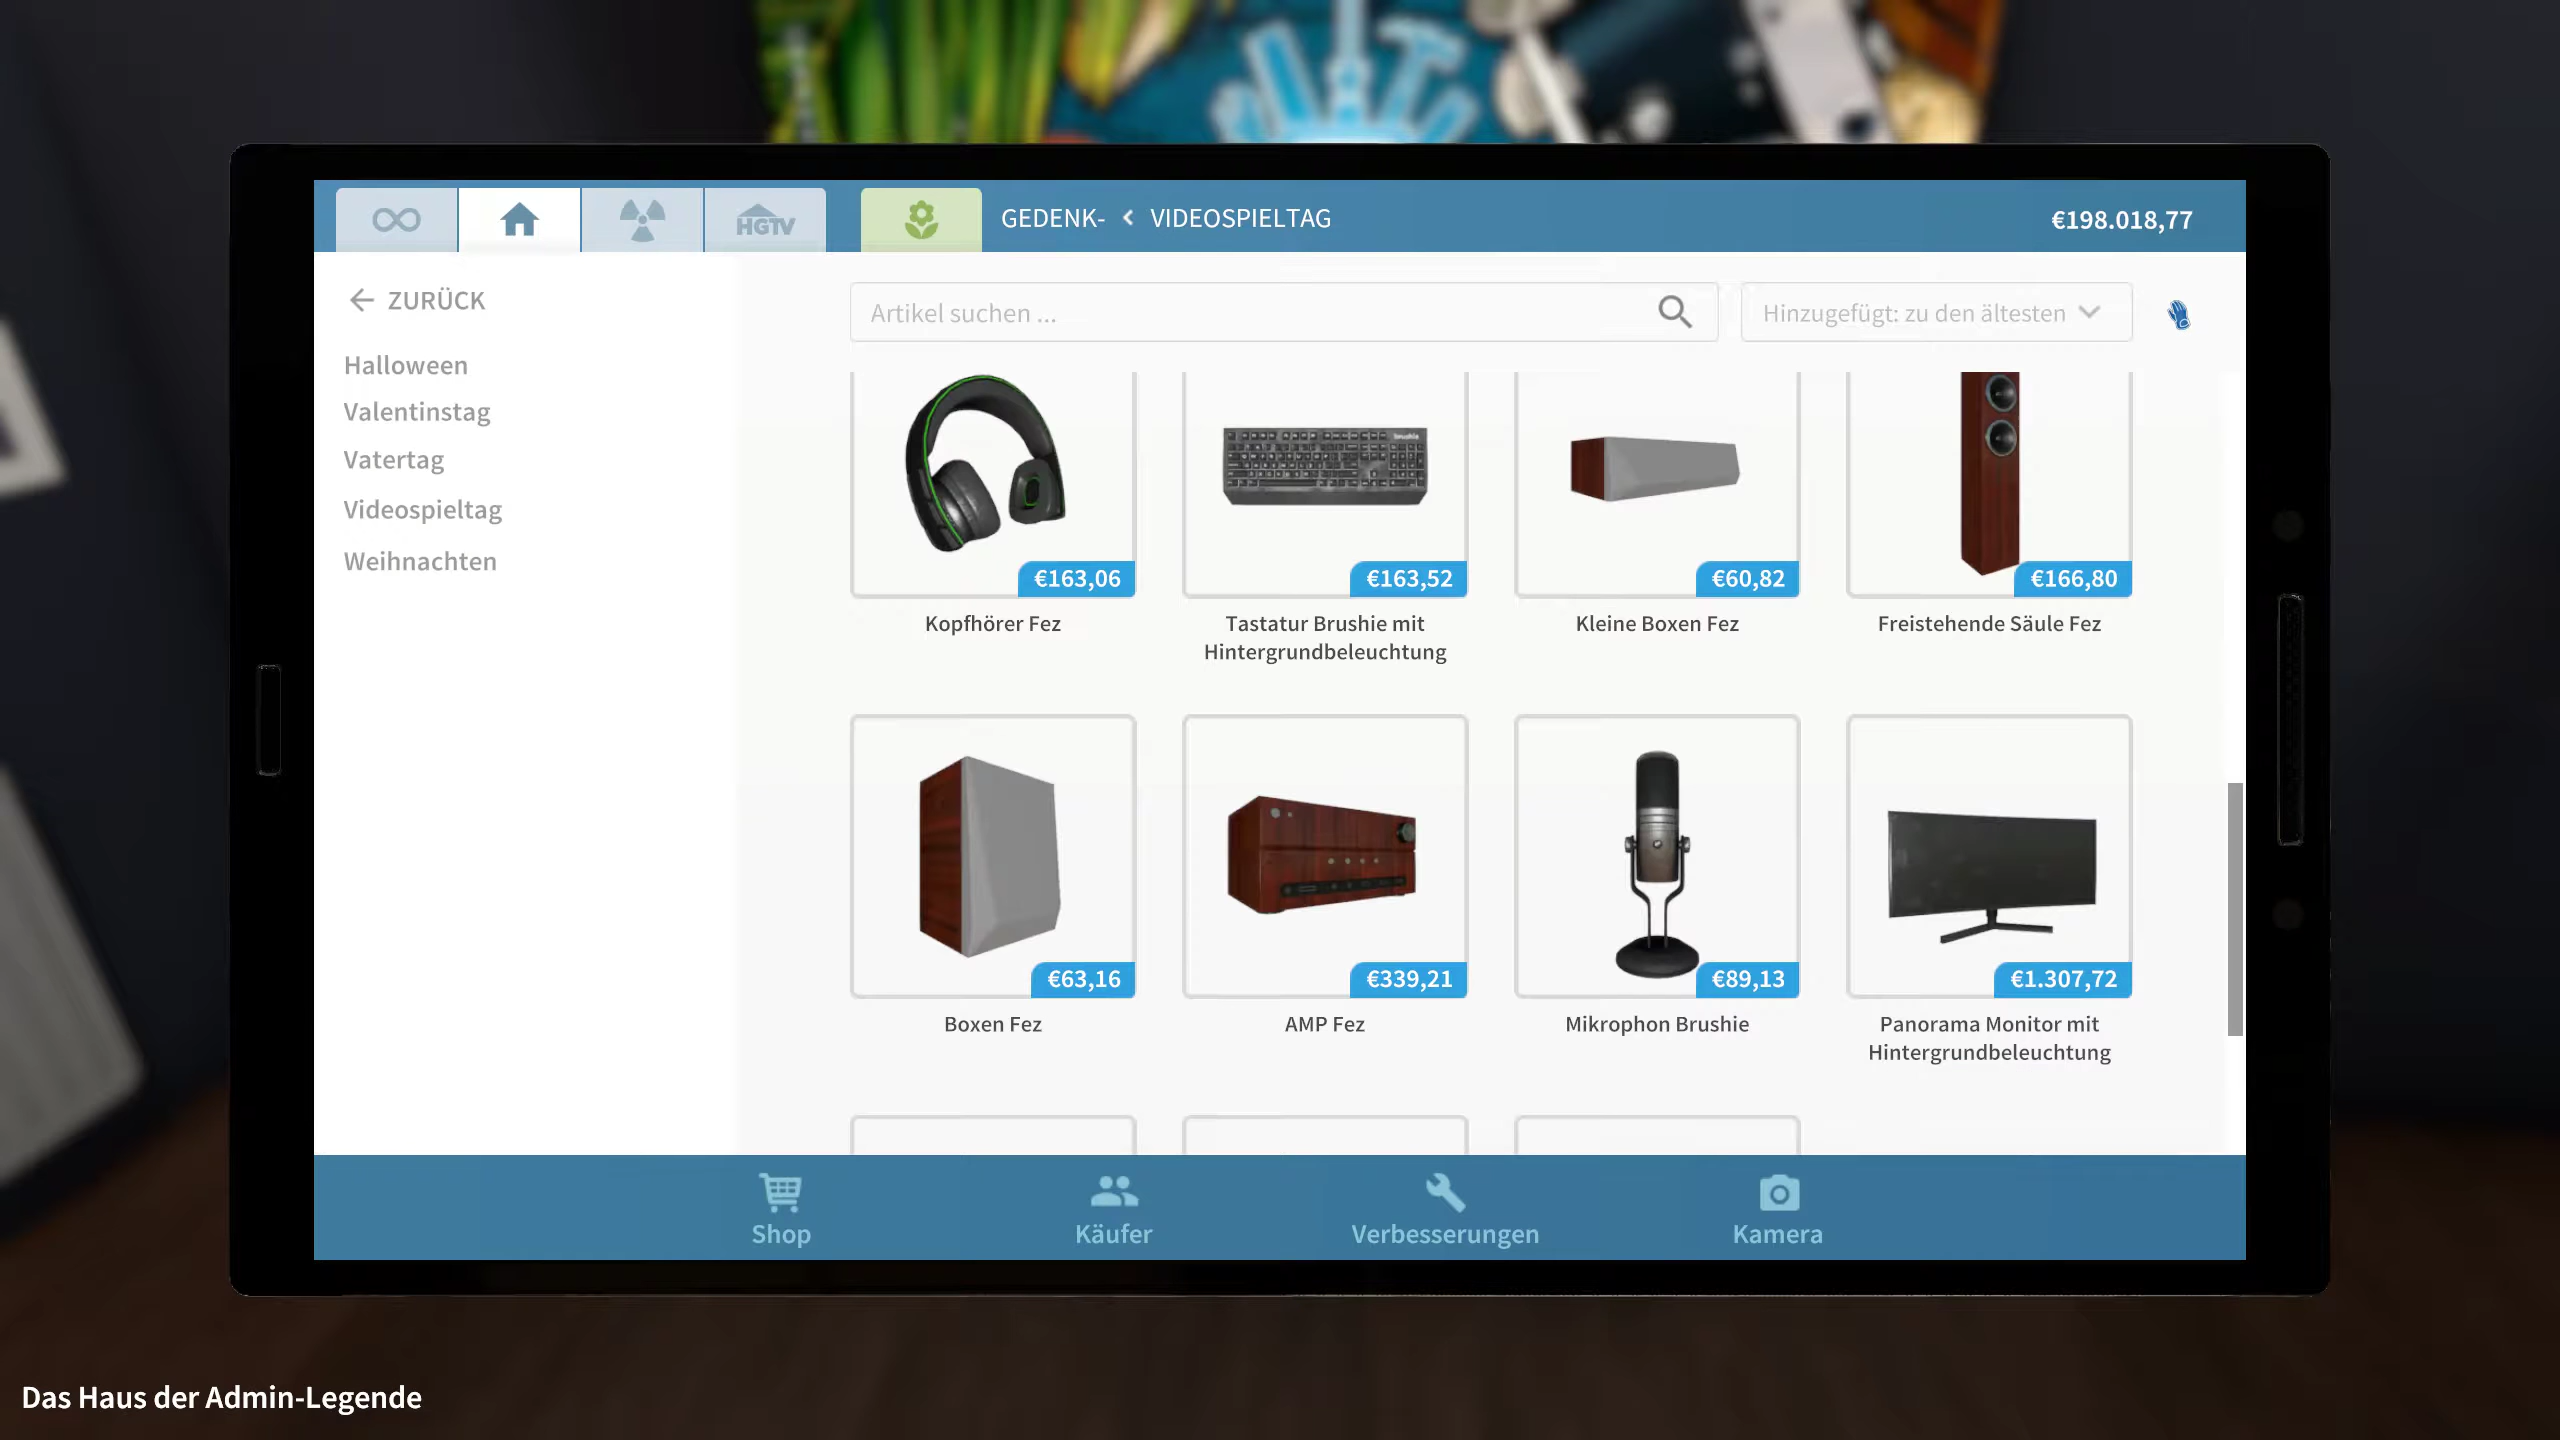 HGTV
GEDENK- < VIDEOSPIELTAG
€198.018,77
ZURÜCK
Artikel suchen ...
Hinzugefügt: zu den ältesten
Halloween
Valentinstag
Vatertag
Videospieltag
Weihnachten
brushie
€163,06
€163,52
€60,82
€166,80
Kopfhörer Fez
Tastatur Brushie mit
Hintergrundbeleuchtung
Kleine Boxen Fez
Freistehende Säule Fez
€63,16
€339,21
€89,13
€1.307,72
Boxen Fez
AMP Fez
Mikrophon Brushie
Panorama Monitor mit
Hintergrundbeleuchtung
Shop
Käufer
Verbesserungen
Kamera
Das Haus der Admin-Legende